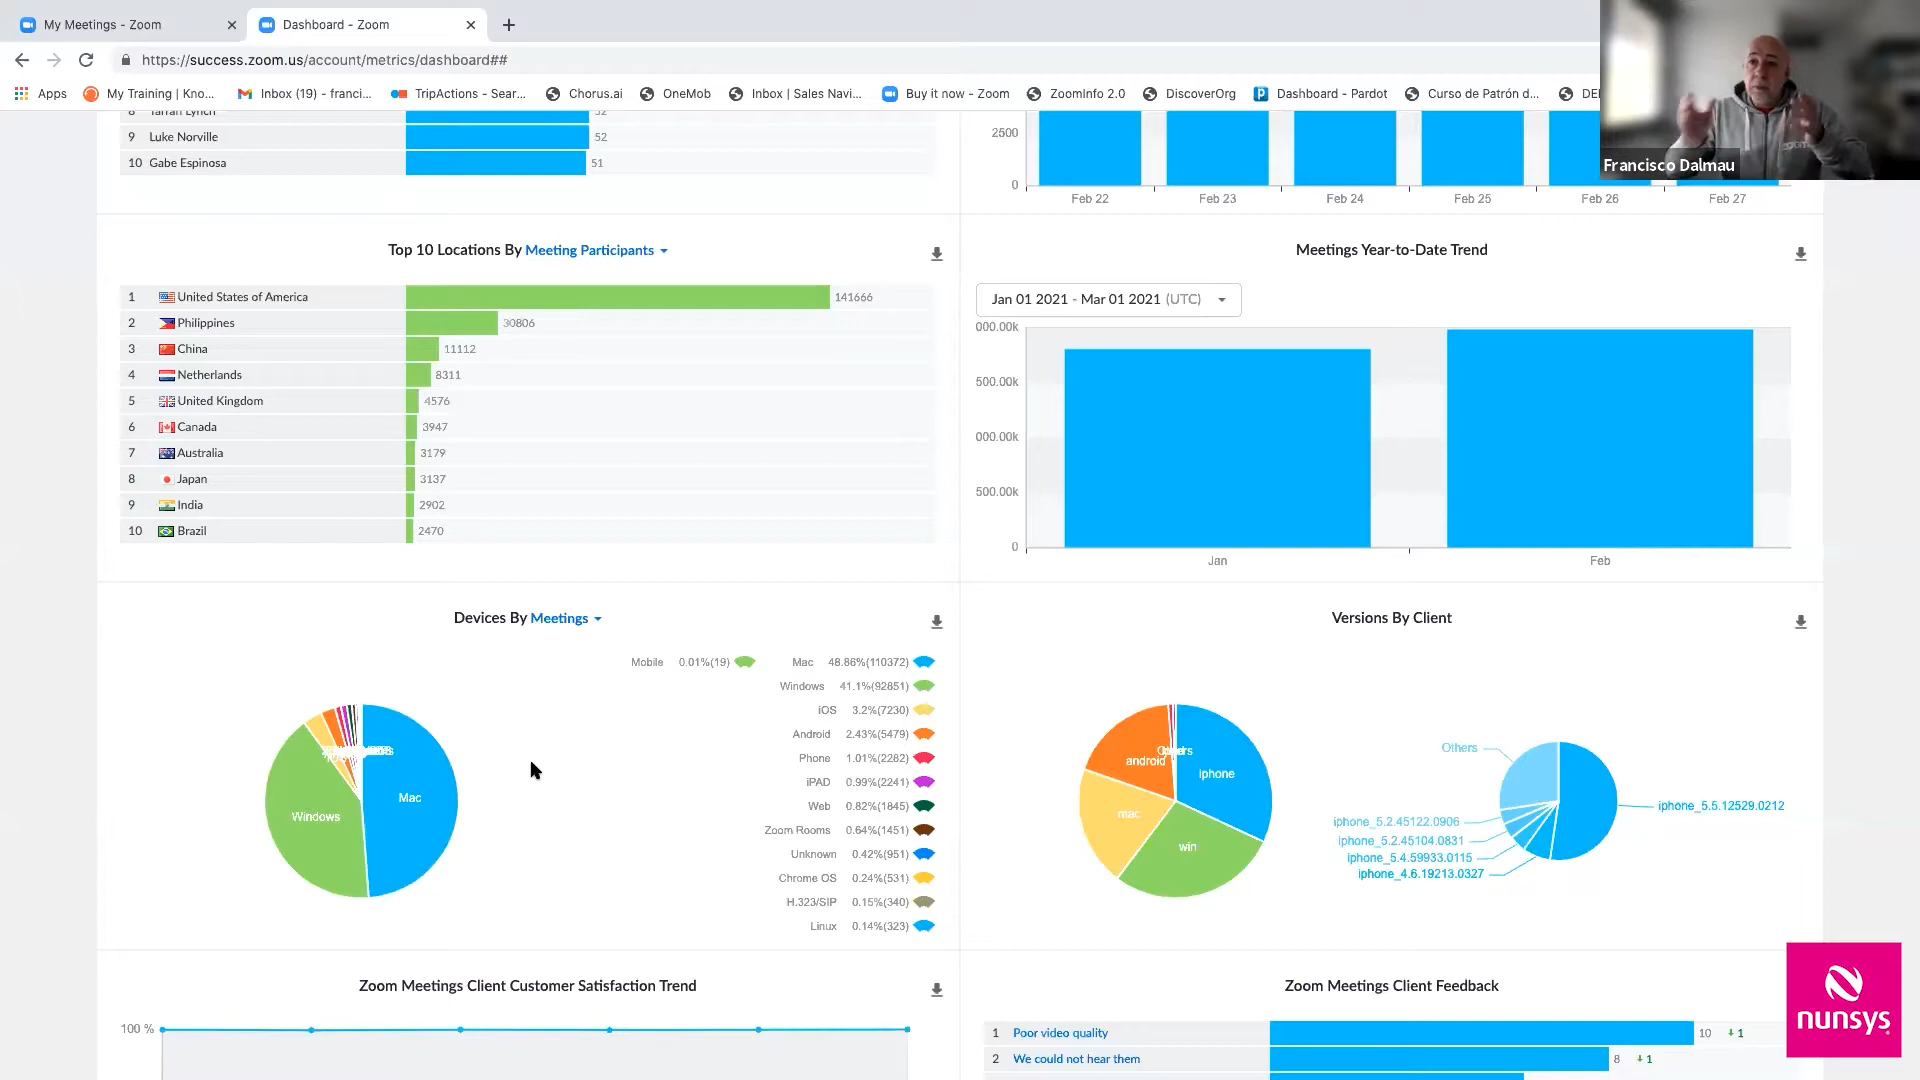 My Meetings - Zoom
Dashboard - Zoom
https://success.zoom.us/account/metrics/dashboard##
Apps
My Training | Kno...
Inbox (19) - franci...
TripActions - Sear...
Chorus.ai
OneMob
Inbox | Sales Navi...
Buy it now - Zoom
ZoomInfo 2.0
DiscoverOrg
Dashboard - Pardot
Curso de Patrón d...
Francisco Dalmau
9 Luke Norville 52
10 Gabe Espinosa 51
2500
0
Feb 22 Feb 23 Feb 24 Feb 25 Feb 26 Feb 27
Top 10 Locations By Meeting Participants
1 United States of America 141666
2 Philippines 30806
3 China 11112
4 Netherlands 8311
5 United Kingdom 4576
6 Canada 3947
7 Australia 3179
8 Japan 3137
9 India 2902
10 Brazil 2470
Meetings Year-to-Date Trend
Jan 01 2021 - Mar 01 2021 (UTC)
000.00k
500.00k
000.00k
500.00k
0
Jan Feb
Devices By Meetings
Mobile 0.01%(19)
Mac 48.86%(110372)
Windows 41.1%(92851)
iOS 3.2%(7230)
Android 2.43%(5479)
Phone 1.01%(2282)
iPAD 0.99%(2241)
Web 0.82%(1845)
Zoom Rooms 0.64%(1451)
Unknown 0.42%(951)
Chrome OS 0.24%(531)
H.323/SIP 0.15%(340)
Linux 0.14%(323)
Mac
Windows
Versions By Client
iphone
android
mac
win
Others
iphone_5.5.12529.0212
iphone_5.2.45122.0906
iphone_5.2.45104.0831
iphone_5.4.59933.0115
iphone_4.6.19213.0327
Zoom Meetings Client Customer Satisfaction Trend
100 %
Zoom Meetings Client Feedback
1 Poor video quality 10 1
2 We could not hear them 8 1
nunsys